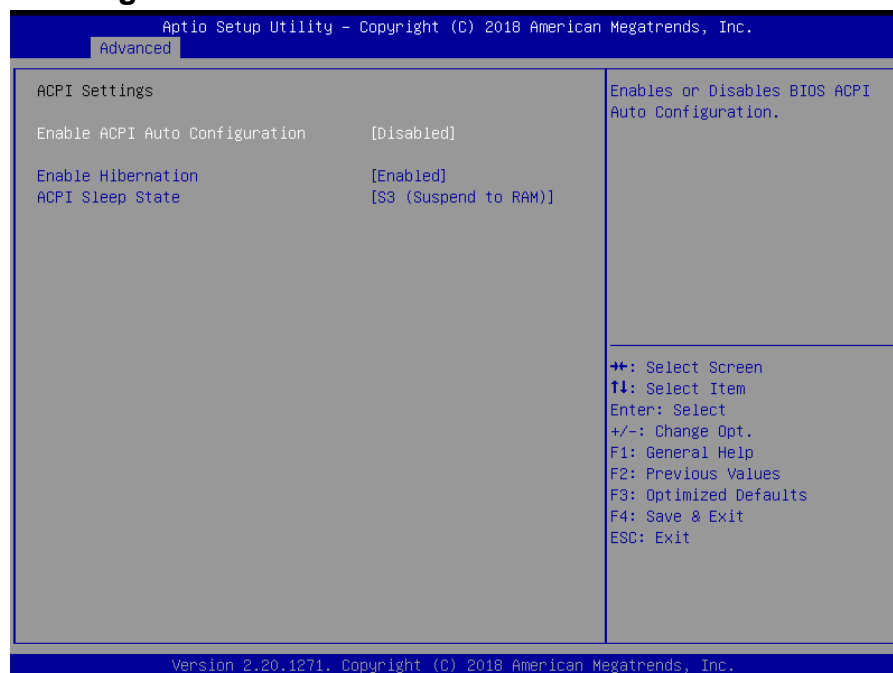 Aptio Setup Utility – Copyright (C) 2018 American Megatrends, Inc.
Advanced
ACPI Settings
Enable ACPI Auto Configuration [Disabled]
Enable Hibernation [Enabled]
ACPI Sleep State [S3 (Suspend to RAM)]
Enables or Disables BIOS ACPI
Auto Configuration.
→←: Select Screen
↑↓: Select Item
Enter: Select
+/-: Change Opt.
F1: General Help
F2: Previous Values
F3: Optimized Defaults
F4: Save & Exit
ESC: Exit
Version 2.20.1271. Copyright (C) 2018 American Megatrends, Inc.